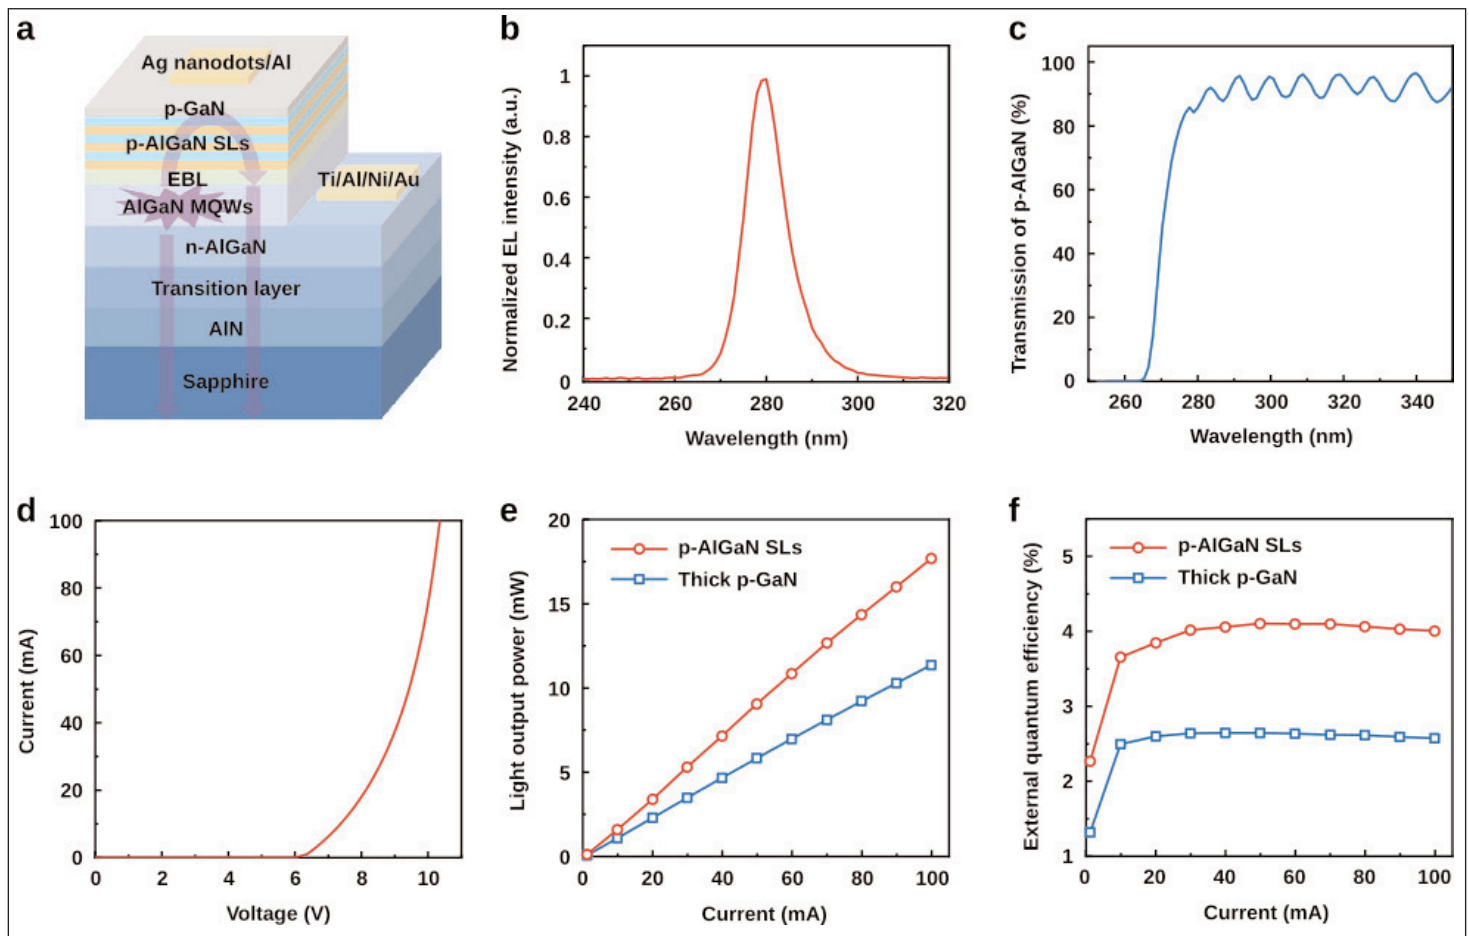 a
Ag nanodots/Al
p-GaN
p-AlGaN SLs
EBL
AlGaN MQWs
Ti/Al/Ni/Au
n-AlGaN
Transition layer
AlN
Sapphire
b
Normalized EL intensity (a.u.)
1
0.8
0.6
0.4
0.2
0
240 260 280 300 320
Wavelength (nm)
c
Transmission of p-AlGaN (%)
100
80
60
40
20
0
260 280 300 320 340
Wavelength (nm)
d
Current (mA)
100
80
60
40
20
0
0 2 4 6 8 10
Voltage (V)
e
Light output power (mW)
20
15
10
5
0
p-AlGaN SLs
Thick p-GaN
0 20 40 60 80 100
Current (mA)
f
External quantum efficiency (%)
5
4
3
2
1
p-AlGaN SLs
Thick p-GaN
0 20 40 60 80 100
Current (mA)